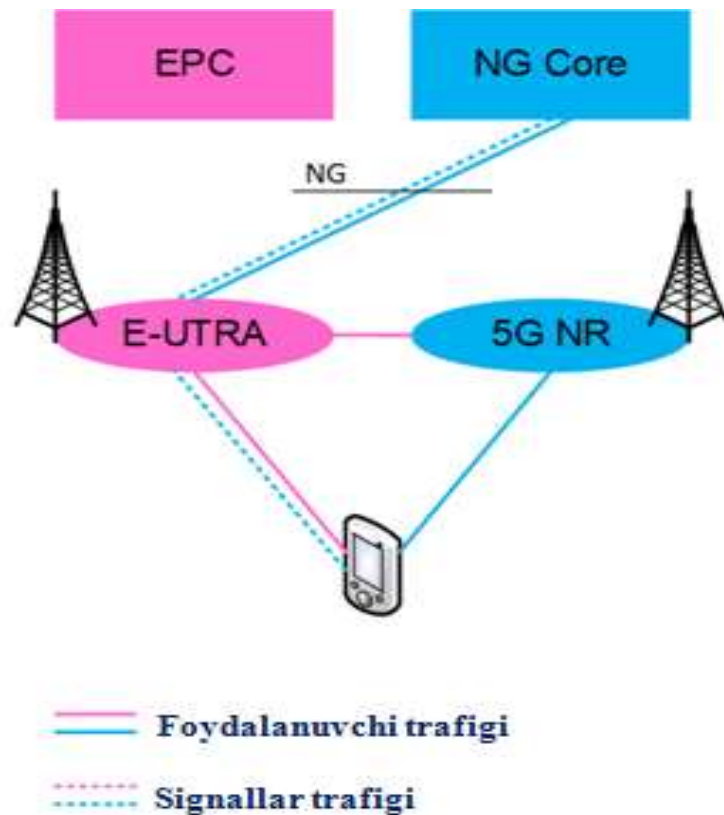 EPC
NG Core
NG
E-UTRA
5G NR
Foydalanuvchi trafigi
Signallar trafigi